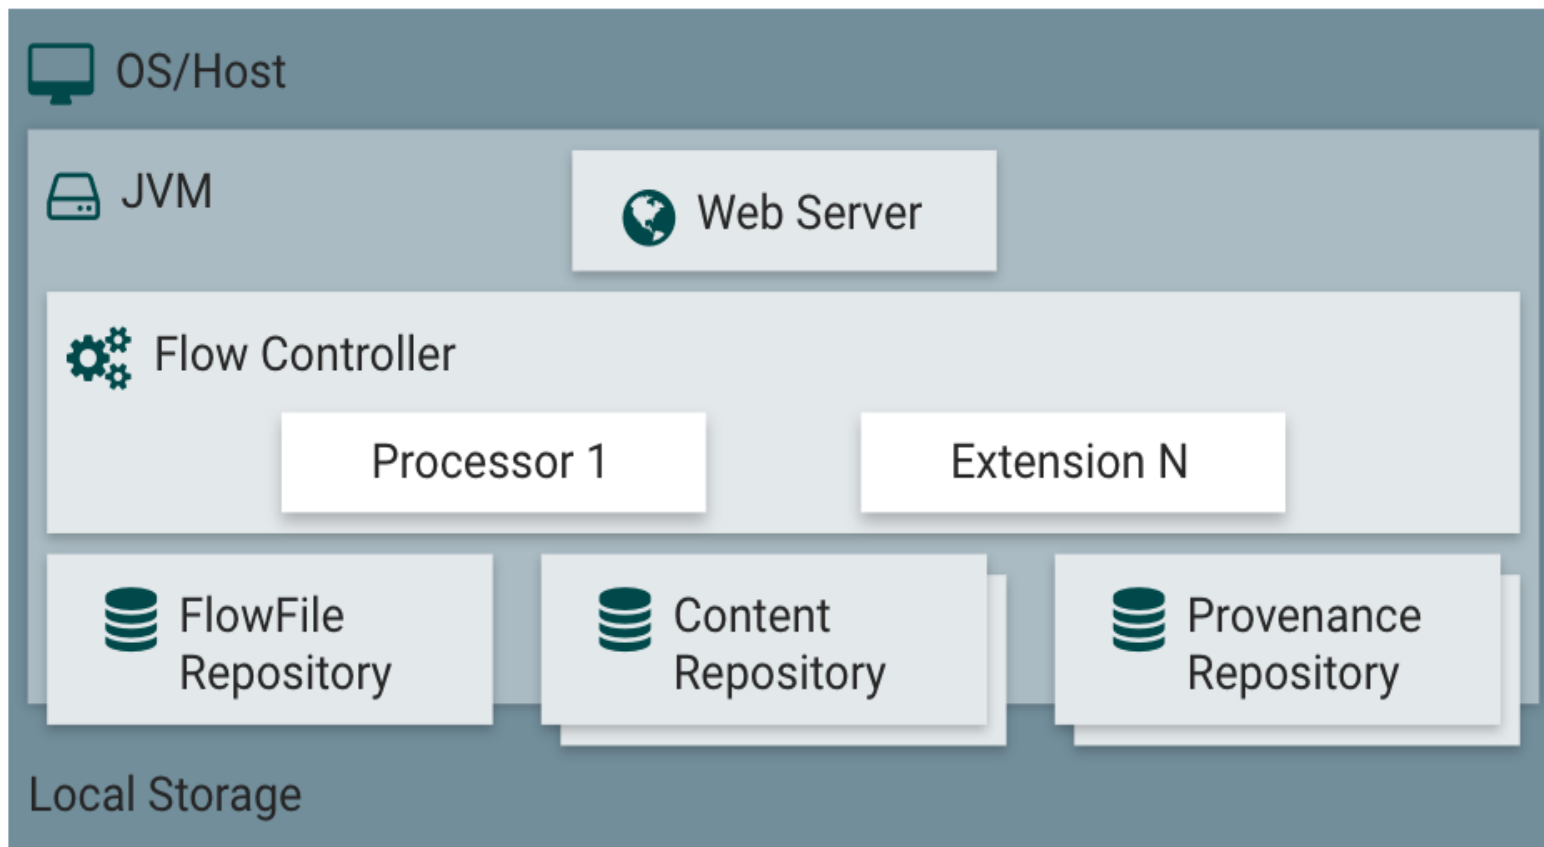 OS/Host
JVM
Web Server
Flow Controller
Processor 1
Extension N
FlowFile
Repository
Content
Repository
Provenance
Repository
Local Storage